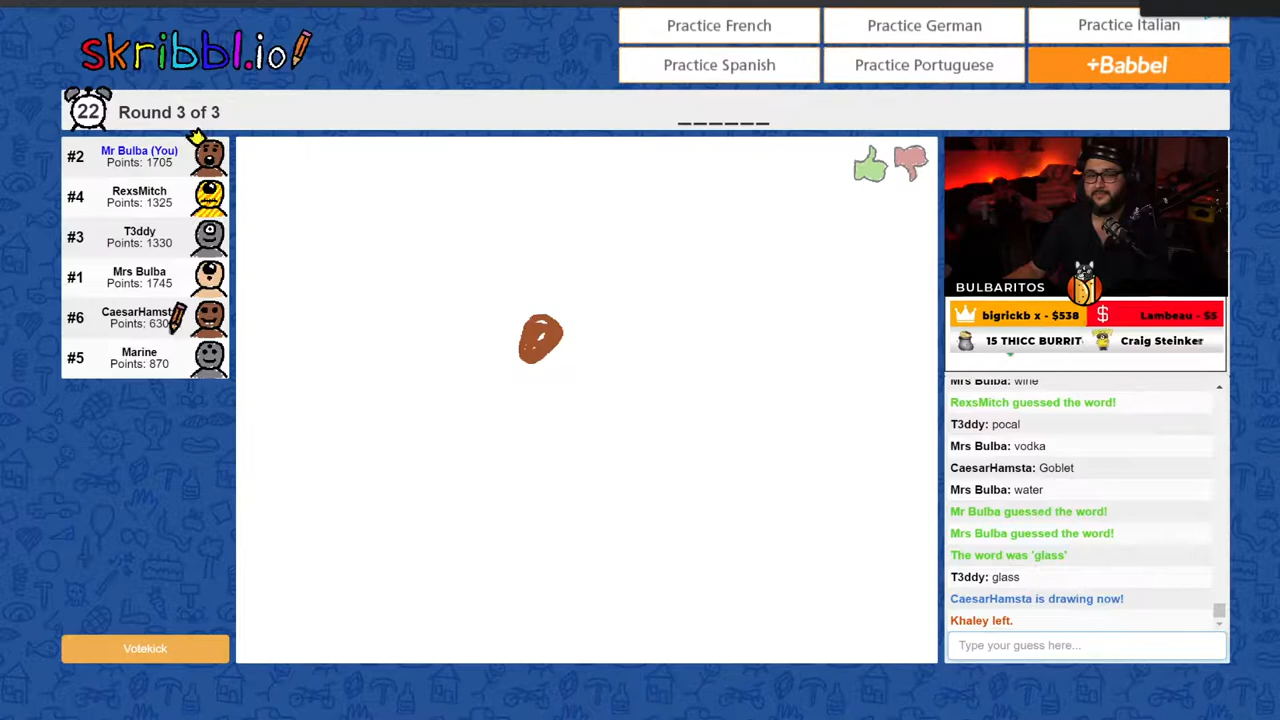 skribbl.io
Practice French
Practice German
Practice Italian
Practice Spanish
Practice Portuguese
+Babbel
22
Round 3 of 3
______
#2
Mr Bulba (You)
Points: 1705
#4
RexsMitch
Points: 1325
#3
T3ddy
Points: 1330
#1
Mrs Bulba
Points: 1745
#6
CaesarHamst
Points: 630
#5
Marine
Points: 870
Votekick
BULBARITOS
bigrickb x - $538
$
Lambeau - $5
15 THICC BURRIT
Craig Steinker
Mrs Bulba: wine
RexsMitch guessed the word!
T3ddy: pocal
Mrs Bulba: vodka
CaesarHamsta: Goblet
Mrs Bulba: water
Mr Bulba guessed the word!
Mrs Bulba guessed the word!
The word was 'glass'
T3ddy: glass
CaesarHamsta is drawing now!
Khaley left.
Type your guess here...